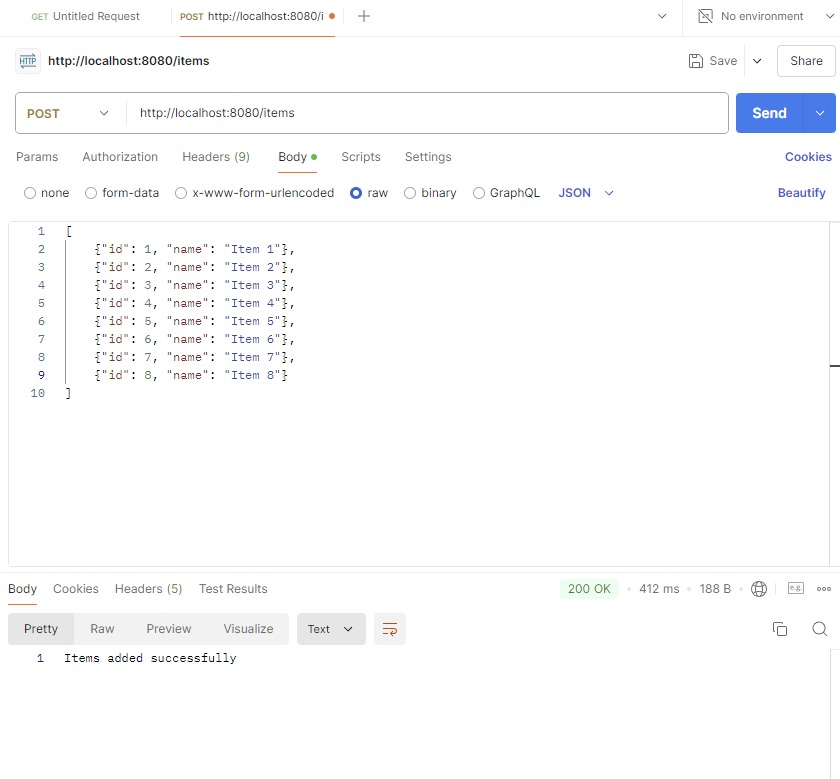 GET Untitled Request POST http://localhost:8080/i No environment
HTTP http://localhost:8080/items Save Share
POST http://localhost:8080/items Send
Params Authorization Headers (9) Body Scripts Settings Cookies
none form-data x-www-form-urlencoded raw binary GraphQL JSON Beautify
1 [
2 {"id": 1, "name": "Item 1"},
3 {"id": 2, "name": "Item 2"},
4 {"id": 3, "name": "Item 3"},
5 {"id": 4, "name": "Item 4"},
6 {"id": 5, "name": "Item 5"},
7 {"id": 6, "name": "Item 6"},
8 {"id": 7, "name": "Item 7"},
9 {"id": 8, "name": "Item 8"}
10 ]
Body Cookies Headers (5) Test Results 200 OK 412 ms 188 B e.g.
Pretty Raw Preview Visualize Text
1 Items added successfully